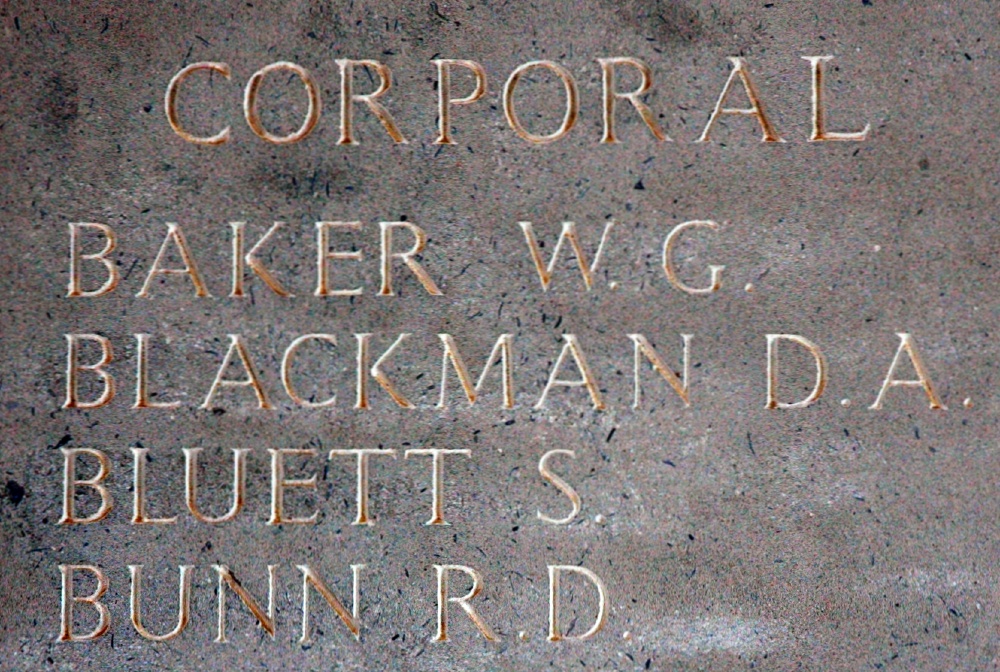 CORPORAL
BAKER W.G.
BLACKMAN D.A.
BLUETT S.
BUNN R.D.